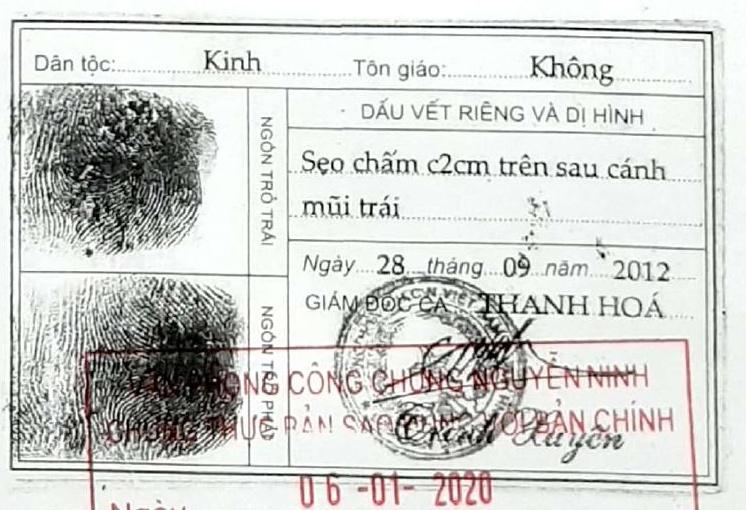 Dân tộc: Kinh Tôn giáo: Không
NGÓN TRỎ TRÁI
DẤU VẾT RIÊNG VÀ DỊ HÌNH
Sẹo chấm c2cm trên sau cánh
mũi trái
Ngày 28 tháng 09 năm 2012
GIÁM ĐỐC CA THANH HOÁ
NGÓN TRỎ PHẢI
VĂN PHÒNG CÔNG CHỨNG NGUYỄN NINH
CHỨNG THỰC BẢN SAO ĐÚNG VỚI BẢN CHÍNH
Trịnh Xuyên
06-01-2020
Ngày